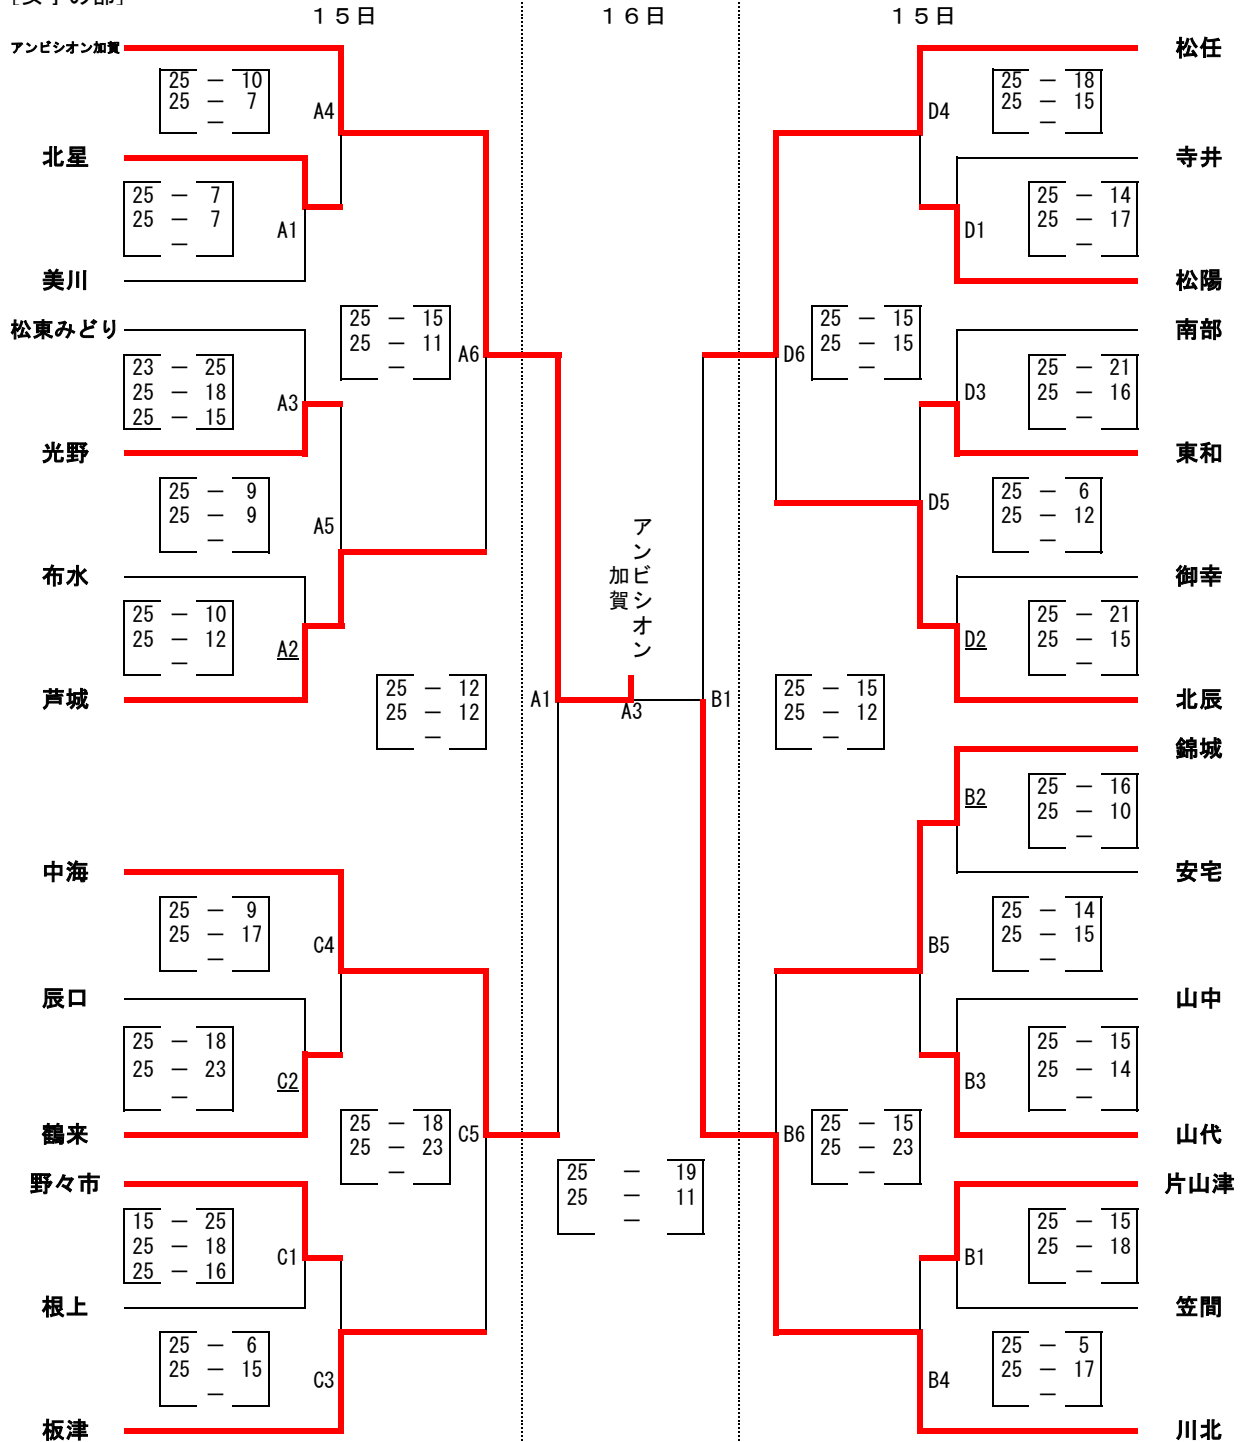 １５日
１６日
１５日
アンビシオン加賀
25 － 10
25 － 7
－
A4
北星
25 － 7
25 － 7
－
A1
美川
松東みどり
23 － 25
25 － 18
25 － 15
A3
光野
25 － 15
25 － 11
－
A6
25 － 9
25 － 9
－
A5
布水
25 － 10
25 － 12
－
A2
芦城
25 － 12
25 － 12
－
A1
中海
25 － 9
25 － 17
－
C4
辰口
25 － 18
25 － 23
－
C2
鶴来
25 － 18
25 － 23
－
C5
野々市
15 － 25
25 － 18
25 － 16
C1
根上
25 － 6
25 － 15
－
C3
板津
アンビシオン
加賀
A3
25 － 19
25 － 11
－
松任
D4
25 － 18
25 － 15
－
寺井
D1
25 － 14
25 － 17
－
松陽
D6
25 － 15
25 － 15
－
南部
D3
25 － 21
25 － 16
－
東和
D5
25 － 6
25 － 12
－
御幸
D2
25 － 21
25 － 15
－
北辰
B1
25 － 15
25 － 12
－
錦城
B2
25 － 16
25 － 10
－
安宅
B5
25 － 14
25 － 15
－
山中
B3
25 － 15
25 － 14
－
山代
B6
25 － 15
25 － 23
－
片山津
B1
25 － 15
25 － 18
－
笠間
B4
25 － 5
25 － 17
－
川北